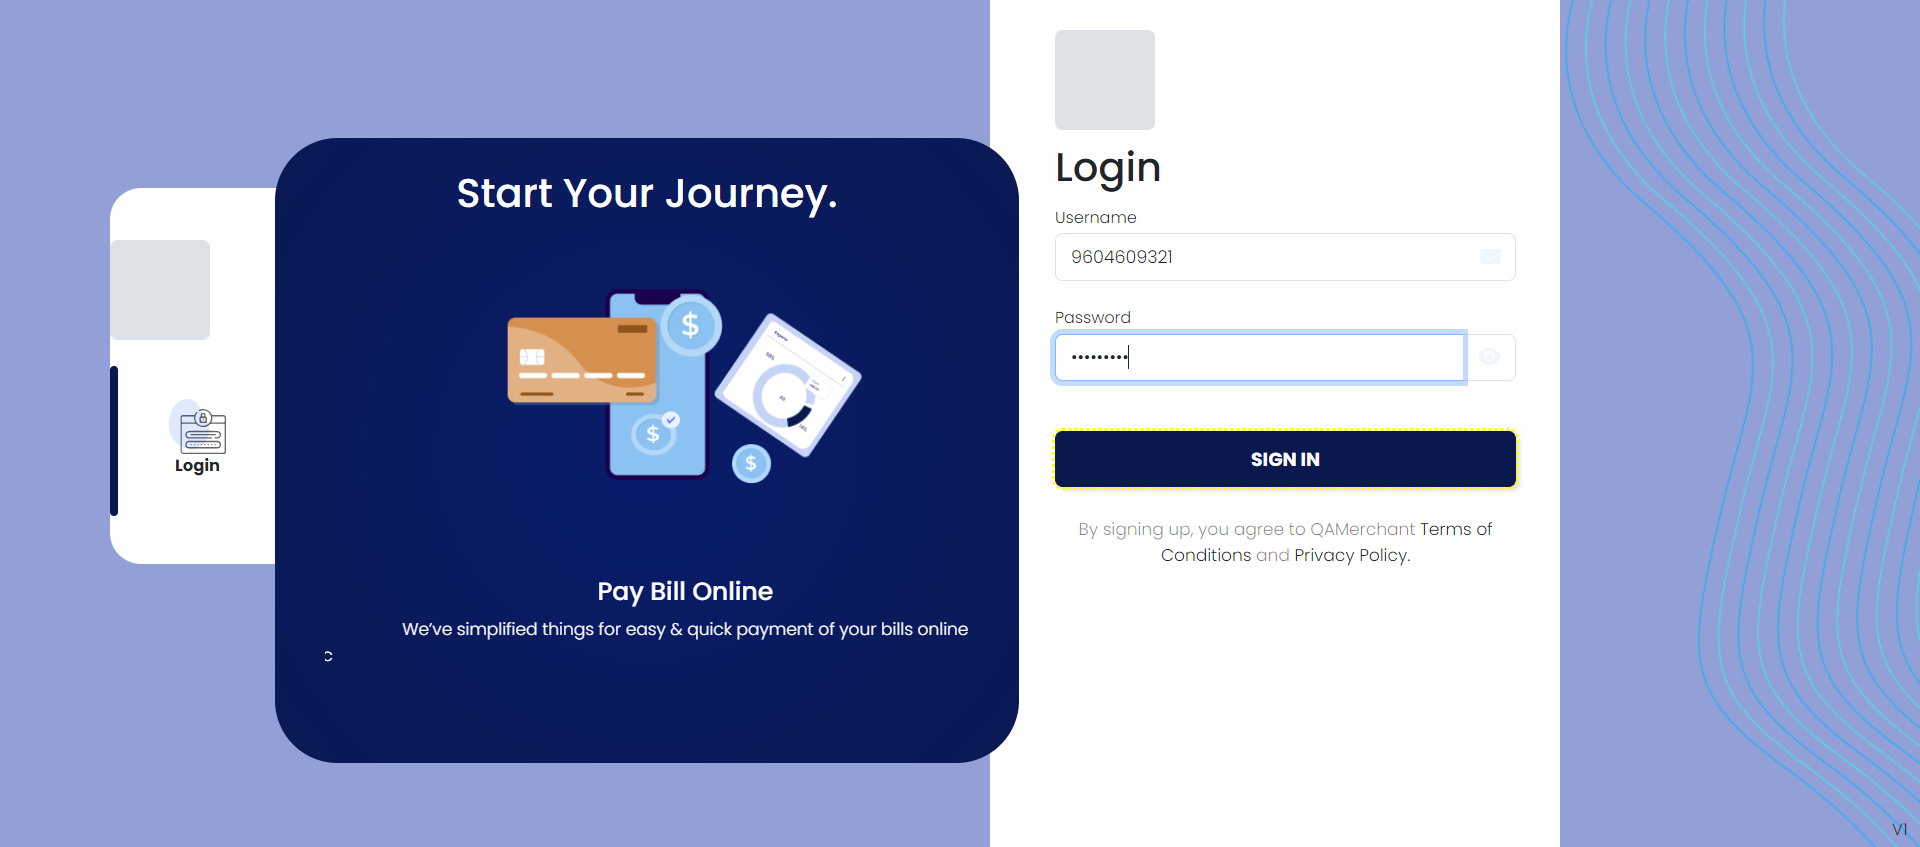 Login
Start Your Journey.
Pay Bill Online
We've simplified things for easy & quick payment of your bills online
c
Login
Username
9604609321
Password
•••••••••
SIGN IN
By signing up, you agree to QAMerchant Terms of
Conditions and Privacy Policy.
V1